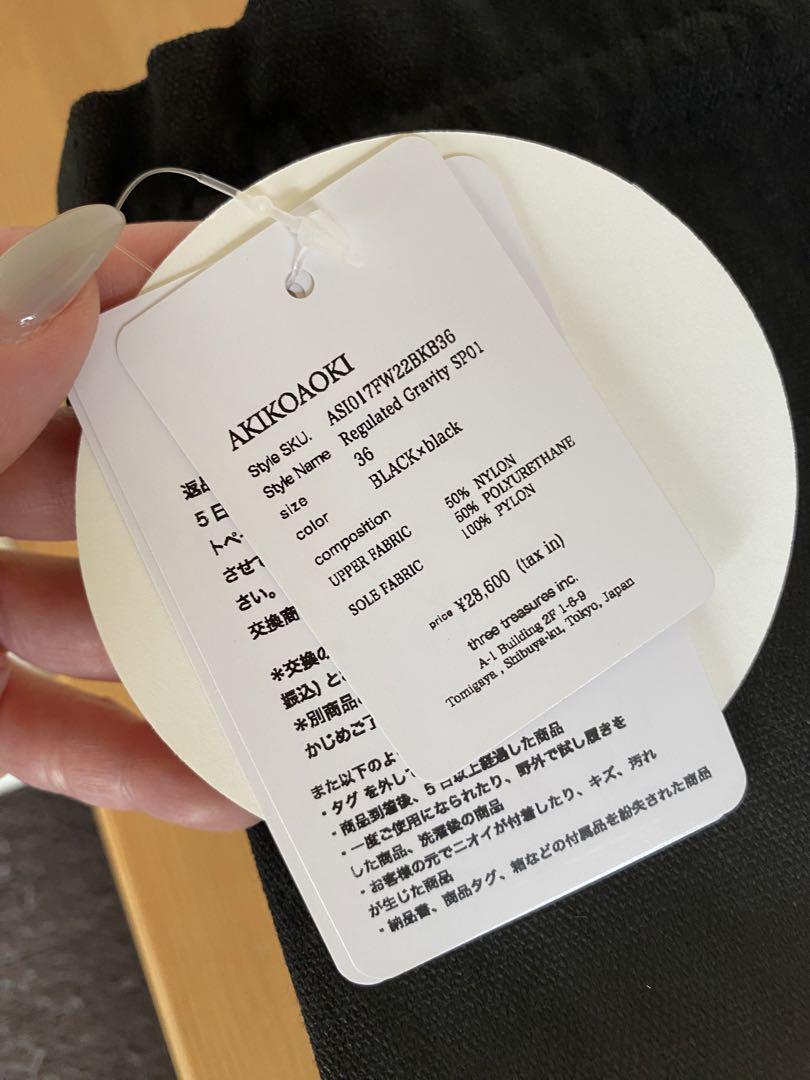 AKIKOAOKI
Style SKU. ASI017FW22BKB36
Style Name Regulated Gravity SP01
size 36
color BLACK×black
composition
UPPER FABRIC 50% NYLON
50% POLYURETHANE
SOLE FABRIC 100% PYLON
price ¥28,600 (tax in)
three treasures inc.
A-1 Building 2F 1-6-9
Tomigaya , Shibuya-ku, Tokyo, Japan
返品
5日
トペー
させて
さい。
交換商
*交換の
振込) と
*別商品
かじめご了
また以下のよ
・タグ を外し
・商品到着後、5日以上経過した商品
・一度ご使用になられたり、野外で試し履きを
した商品、洗濯後の商品
・お客様の元でニオイが付着したり、キズ、汚れ
が生じた商品
・納品書、商品タグ、箱などの付属品を紛失された商品